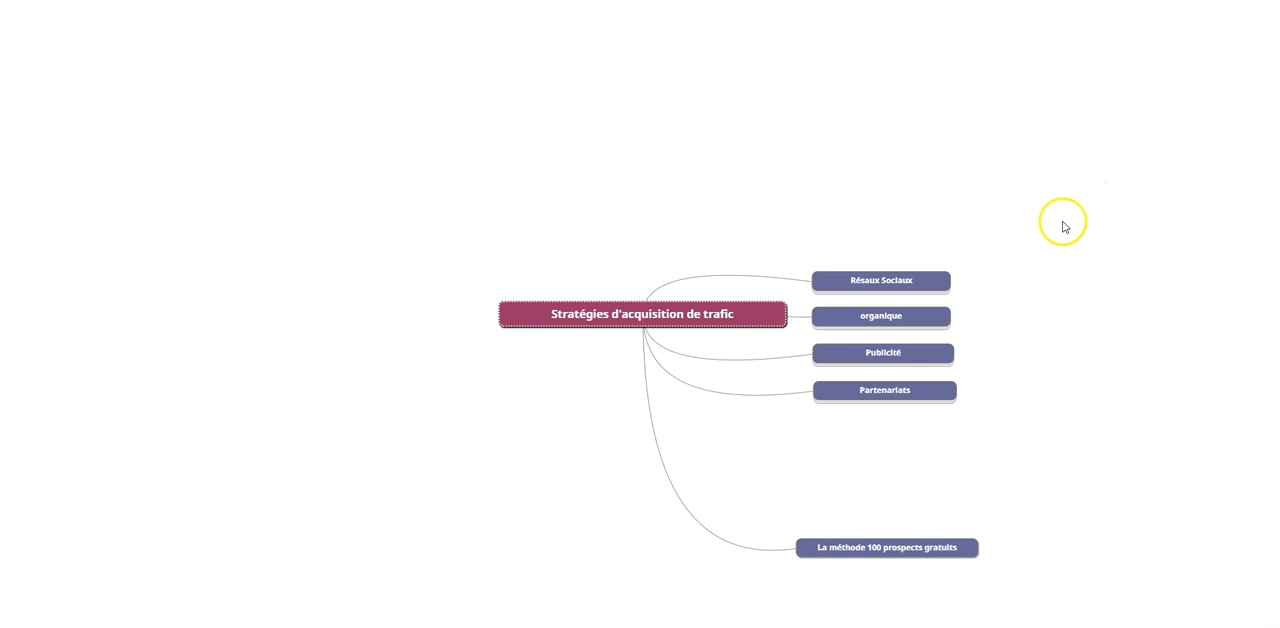 Résaux Sociaux
Stratégies d'acquisition de trafic
organique
Publicité
Partenariats
La méthode 100 prospects gratuits